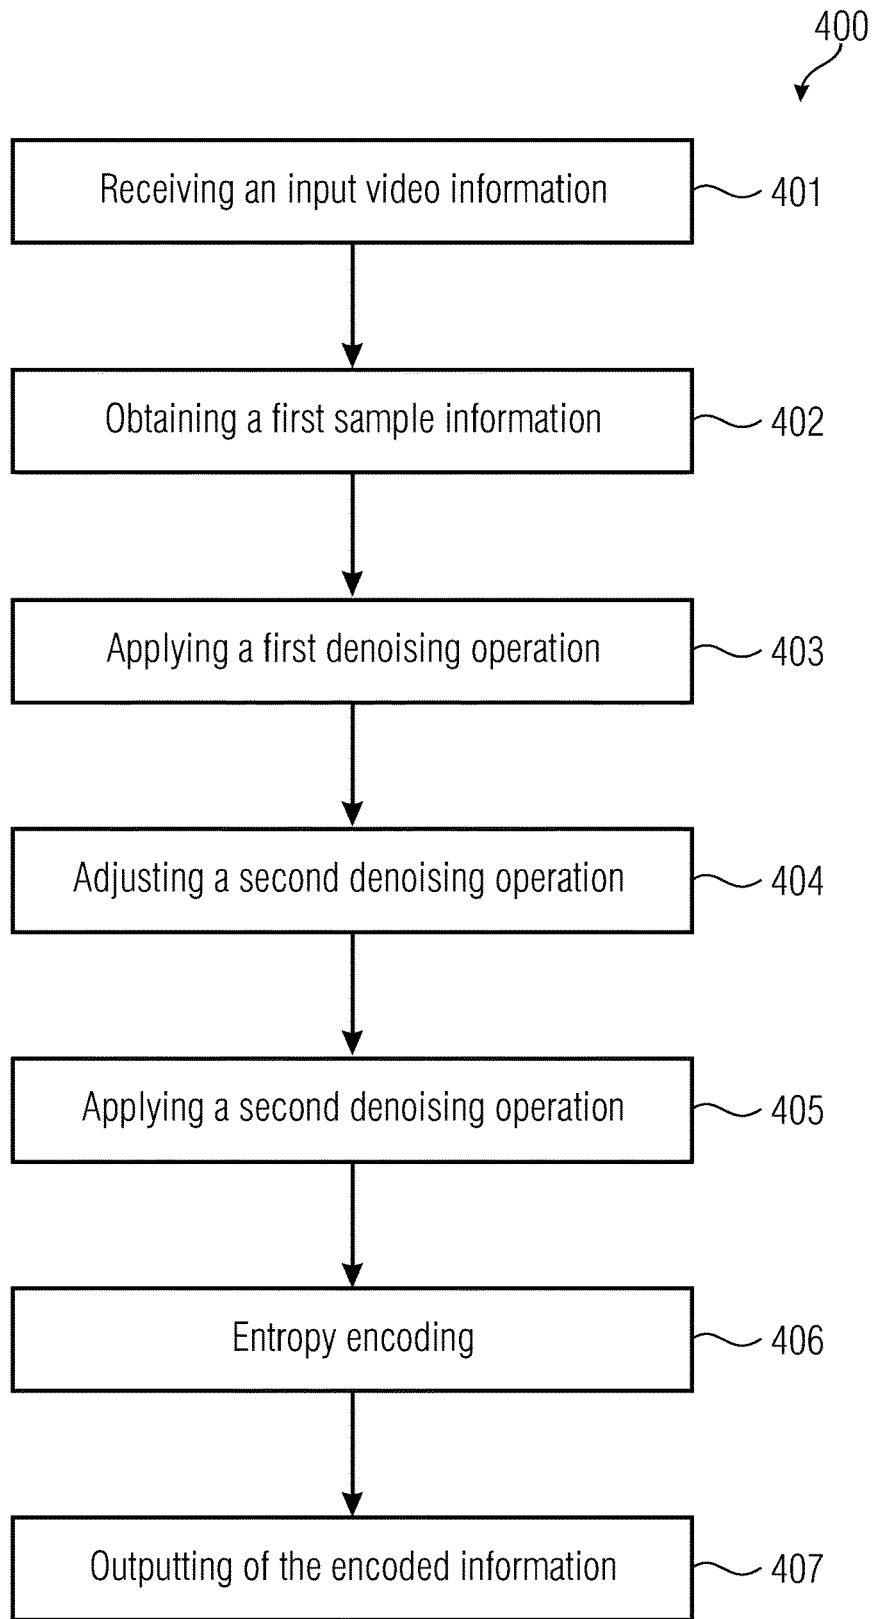 400
Receiving an input video information
401
Obtaining a first sample information
402
Applying a first denoising operation
403
Adjusting a second denoising operation
404
Applying a second denoising operation
405
Entropy encoding
406
Outputting of the encoded information
407